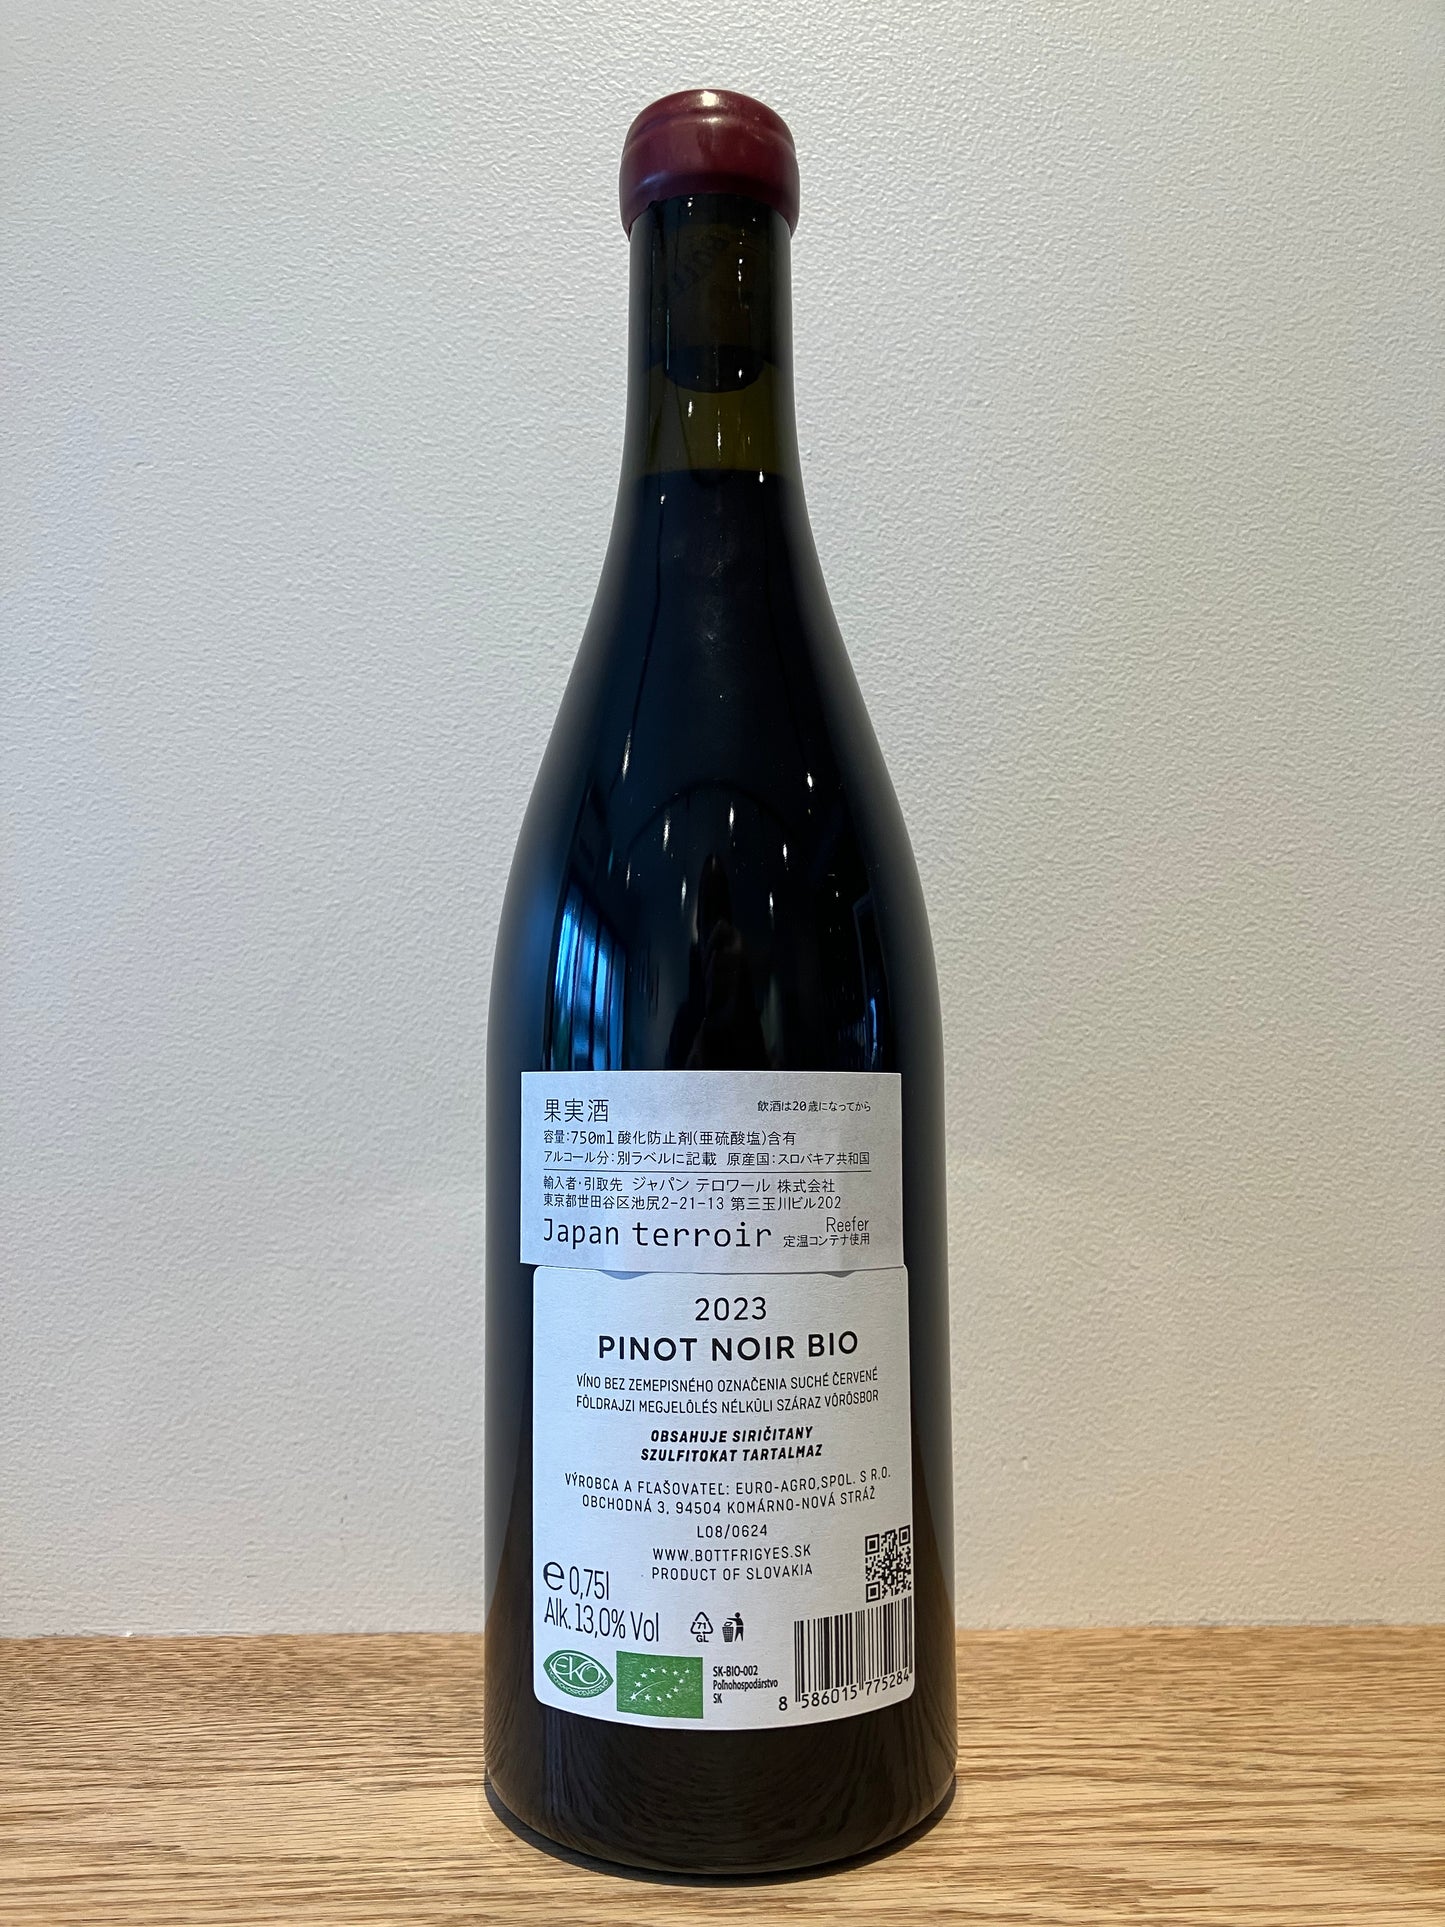 果実酒 飲酒は20歳になってから
容量:750ml 酸化防止剤(亜硫酸塩)含有
アルコール分:別ラベルに記載 原産国:スロバキア共和国
輸入者・引取先 ジャパン テロワール 株式会社
東京都世田谷区池尻2-21-13 第三玉川ビル202
Japan terroir Reefer
定温コンテナ使用
2023
PINOT NOIR BIO
VÍNO BEZ ZEMEPISNÉHO OZNAČENIA SUCHÉ ČERVENÉ
FÖLDRAJZI MEGJELÖLÉS NÉLKÜLI SZÁRAZ VÖRÖSBOR
OBSAHUJE SIRIČITANY
SZULFITOKAT TARTALMAZ
VÝROBCA A FĽAŠOVATEĽ: EURO-AGRO,SPOL. S R.O.
OBCHODNÁ 3, 94504 KOMÁRNO-NOVÁ STRÁŽ
L08/0624
WWW.BOTTFRIGYES.SK
PRODUCT OF SLOVAKIA
e 0,75l
Alk. 13,0% Vol
71
GL
EKO
SK-BIO-002
Poľnohospodárstvo
SK
8 586015 775284